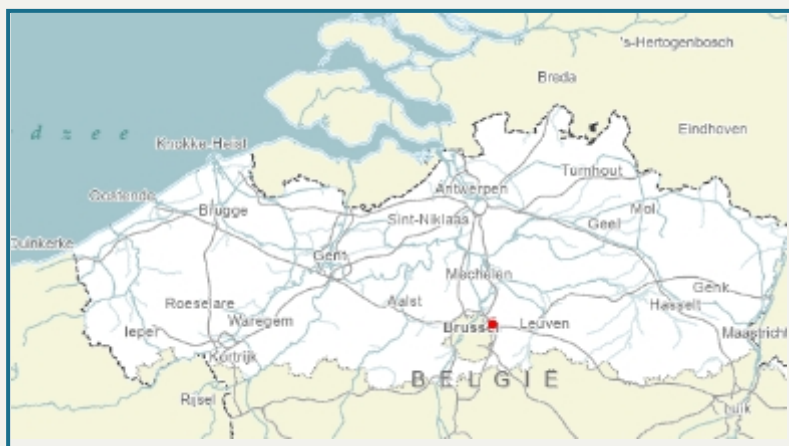 's-Hertogenbosch
Breda
d z e e
Eindhoven
Knokke-Heist
Turnhout
Oostende
Antwerpen
Brugge
Mol
Sint-Niklaas
Geel
Duinkerke
Gent
Mechelen
Genk
Roeselare
Aalst
Hasselt
Waregem
Brussel
Leuven
Ieper
Maastricht
Kortrijk
BELGIË
Rijsel
Luik